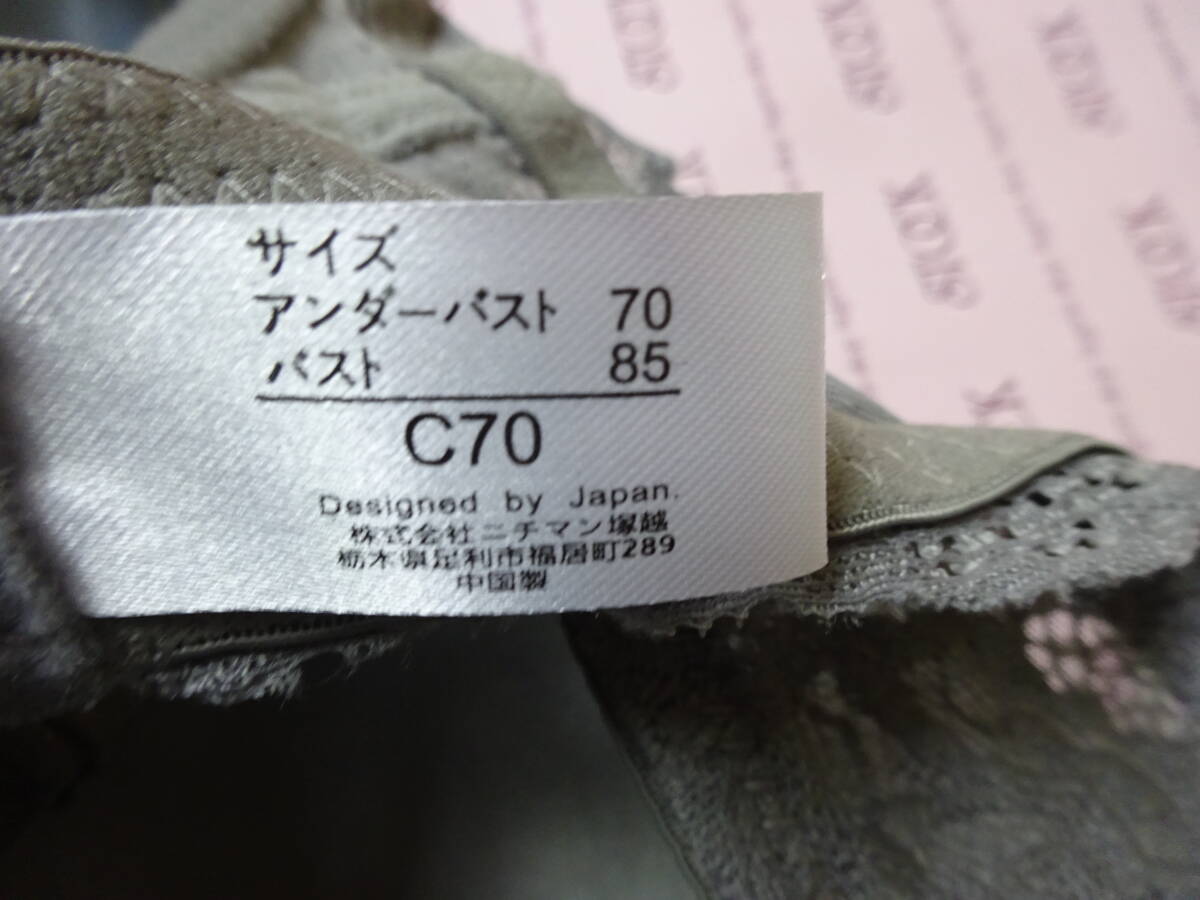 サイズ
アンダーバスト 70
バスト 85
C70
Designed by Japan.
株式会社ニチマン塚越
栃木県足利市福居町289
中国製